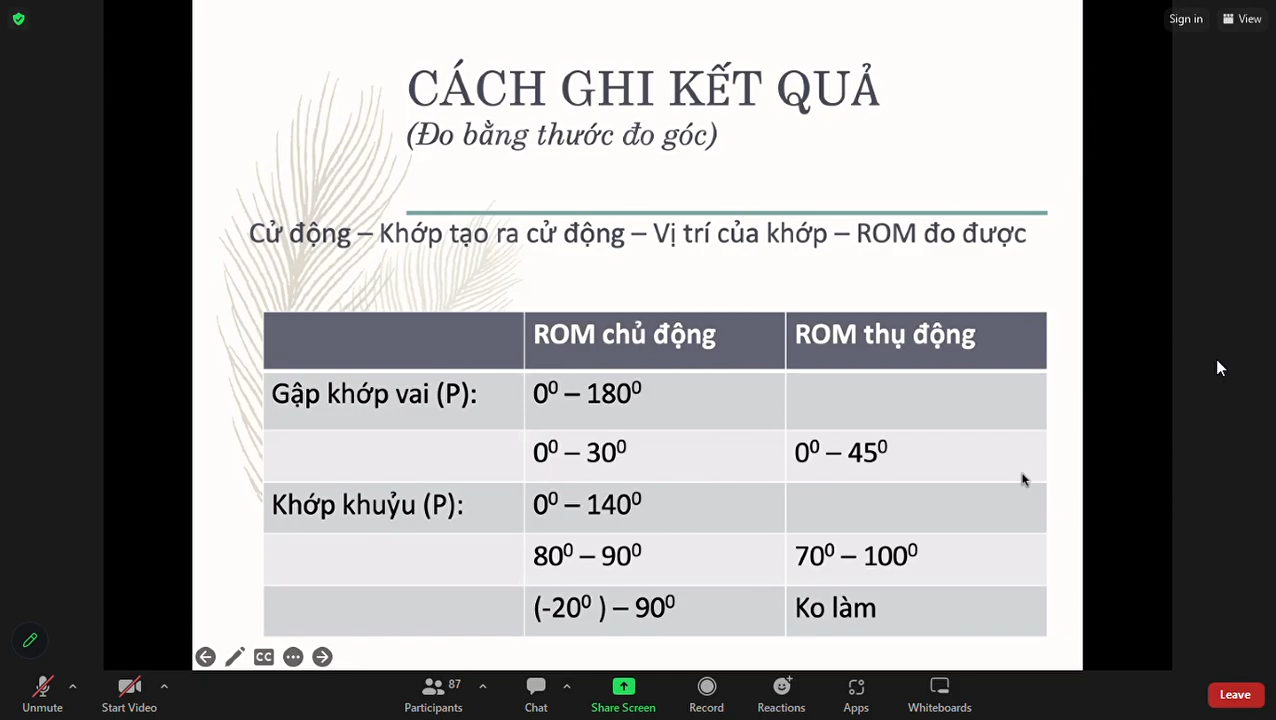 Sign in
View
CÁCH GHI KẾT QUẢ
(Đo bằng thước đo góc)
Cử động – Khớp tạo ra cử động – Vị trí của khớp – ROM đo được
ROM chủ động ROM thụ động
Gập khớp vai (P): 0⁰ – 180⁰
0⁰ – 30⁰ 0⁰ – 45⁰
Khớp khuỷu (P): 0⁰ – 140⁰
80⁰ – 90⁰ 70⁰ – 100⁰
(-20⁰ ) – 90⁰ Ko làm
CC
87
Unmute Start Video Participants Chat Share Screen Record Reactions Apps Whiteboards Leave